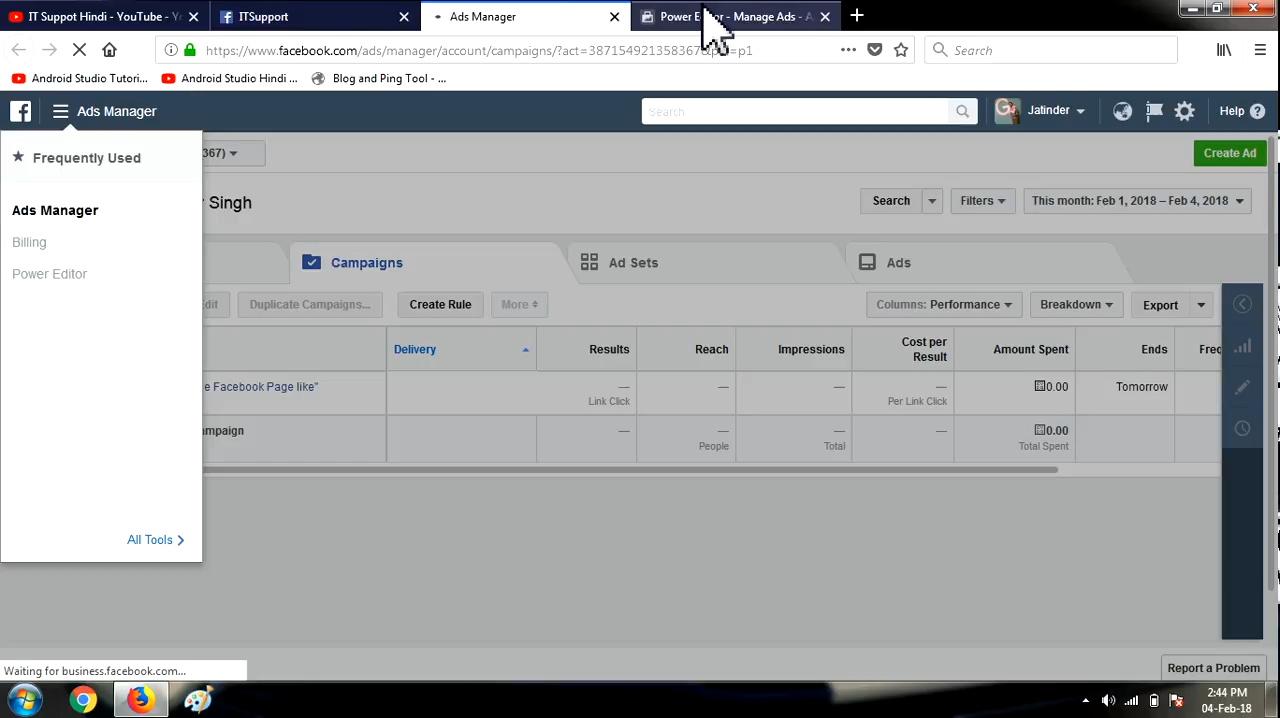 IT Suppot Hindi - YouTube - Y
ITSupport
Ads Manager
Power Editor - Manage Ads - A
https://www.facebook.com/ads/manager/account/campaigns/?act=387154921358367&pid=p1
Search
Android Studio Tutori...
Android Studio Hindi ...
Blog and Ping Tool - ...
Ads Manager
Search
Jatinder
Help
Frequently Used
367)
Create Ad
Singh
Search
Filters
This month: Feb 1, 2018 – Feb 4, 2018
Ads Manager
Billing
Power Editor
Campaigns
Ad Sets
Ads
Edit
Duplicate Campaigns...
Create Rule
More
Columns: Performance
Breakdown
Export
Delivery
Results
Reach
Impressions
Cost per
Result
Amount Spent
Ends
Freq
e Facebook Page like"
—
Link Click
—
—
—
Per Link Click
0.00
Tomorrow
ampaign
—
—
People
—
Total
—
0.00
Total Spent
All Tools
Waiting for business.facebook.com...
Report a Problem
2:44 PM
04-Feb-18